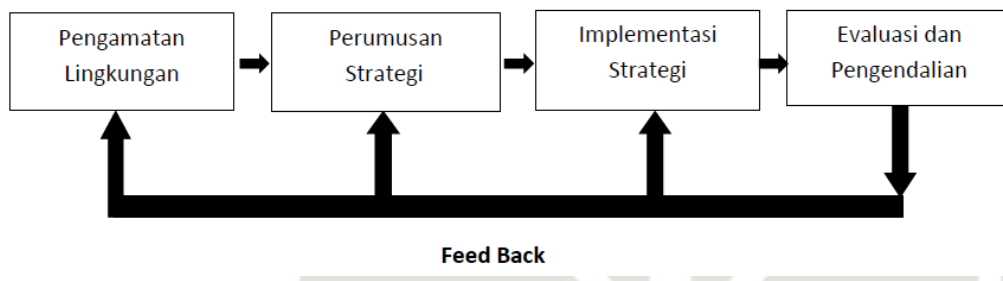 Pengamatan
Lingkungan
Perumusan
Strategi
Implementasi
Strategi
Evaluasi dan
Pengendalian
Feed Back